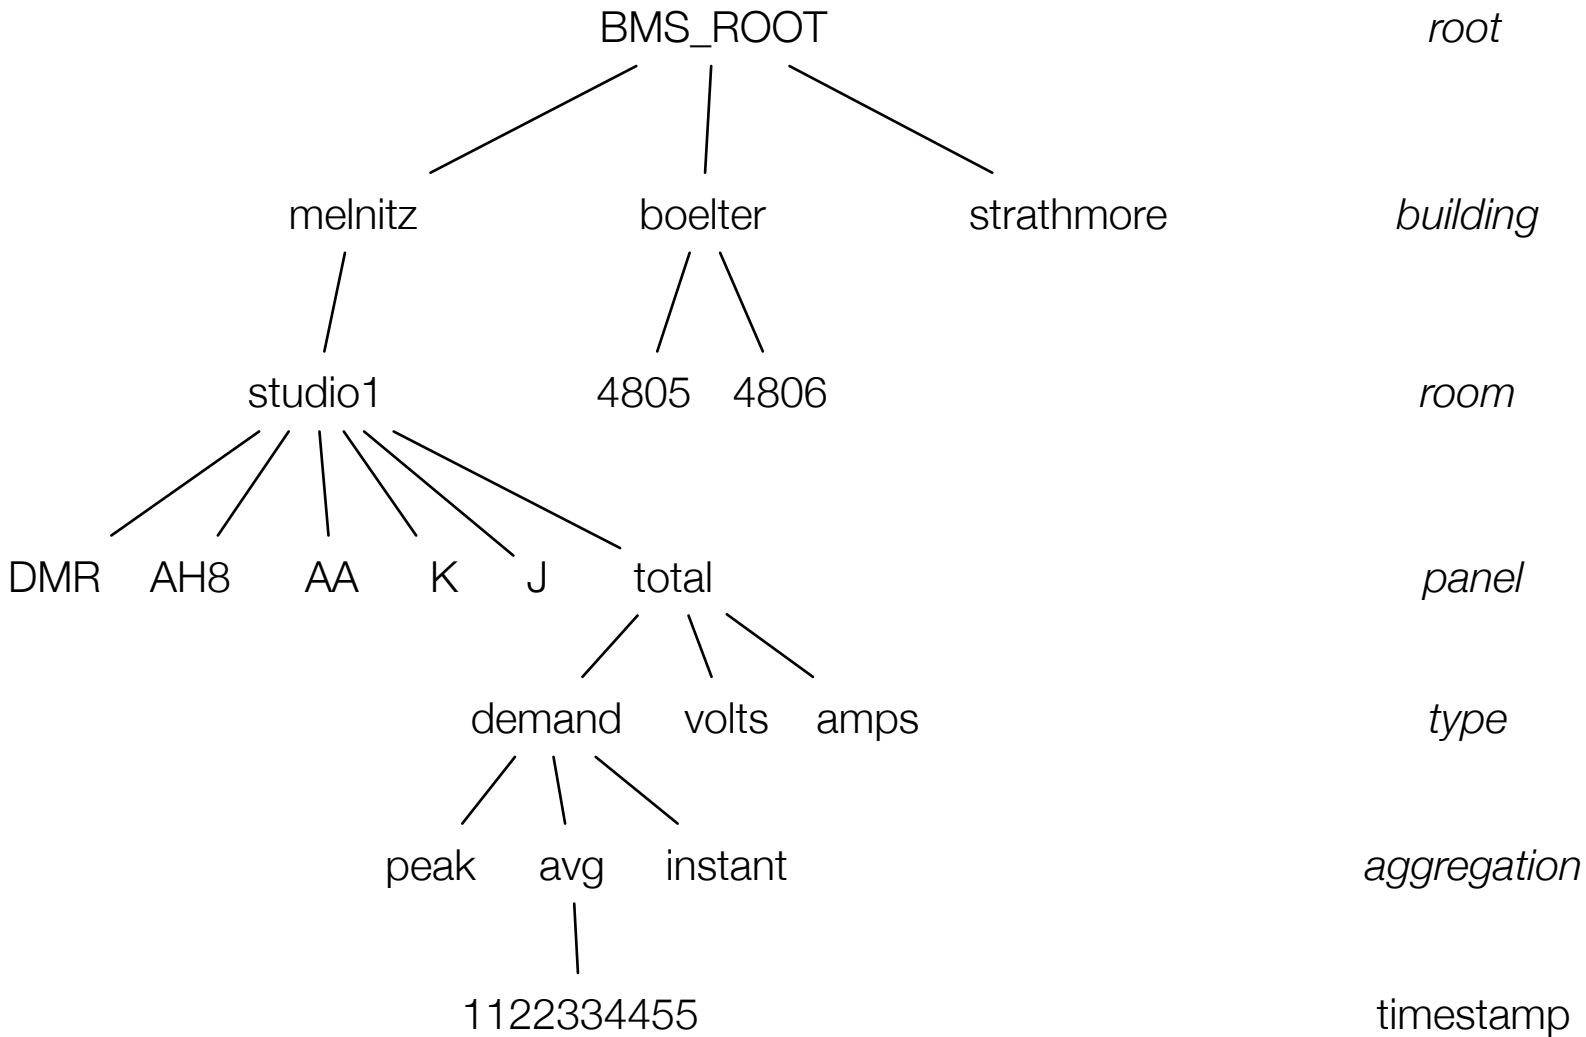 BMS_ROOT root
melnitz boelter strathmore building
studio1 4805 4806 room
DMR AH8 AA K J total panel
demand volts amps type
peak avg instant aggregation
1122334455 timestamp